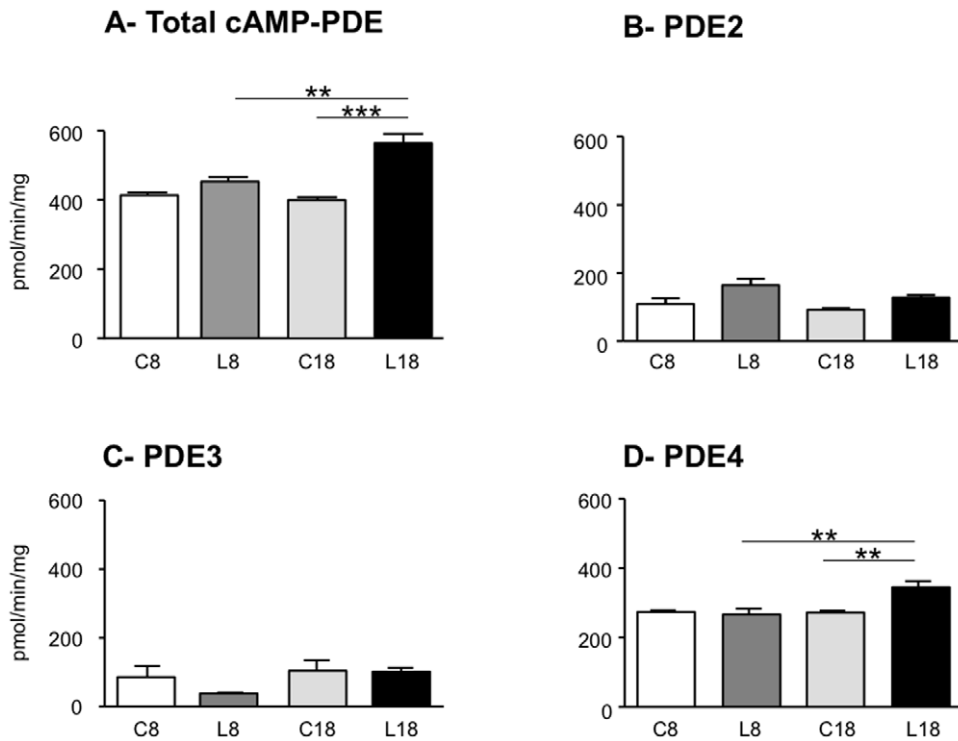 A- Total cAMP-PDE
**
***
600
400
200
0
pmol/min/mg
C8 L8 C18 L18
B- PDE2
600
400
200
0
C8 L8 C18 L18
C- PDE3
600
400
200
0
pmol/min/mg
C8 L8 C18 L18
D- PDE4
**
**
600
400
200
0
C8 L8 C18 L18